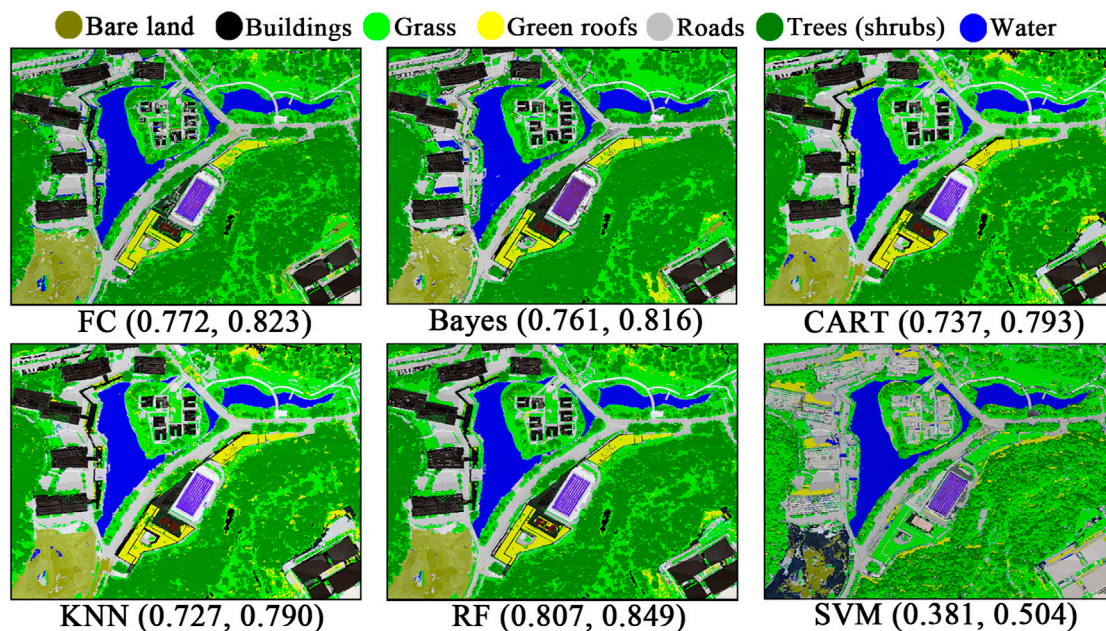 Bare land Buildings Grass Green roofs Roads Trees (shrubs) Water
FC (0.772, 0.823) Bayes (0.761, 0.816) CART (0.737, 0.793)
KNN (0.727, 0.790) RF (0.807, 0.849) SVM (0.381, 0.504)